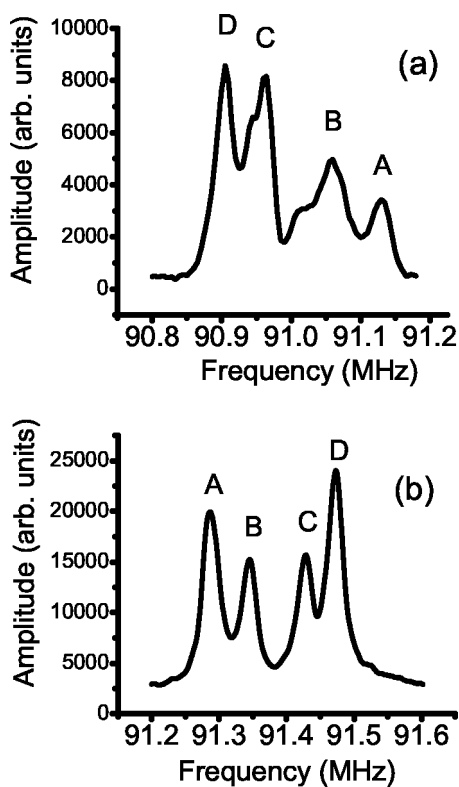 D C
(a)
B
A
10000
8000
6000
4000
2000
0
Amplitude (arb. units)
90.8 90.9 91.0 91.1 91.2
Frequency (MHz)
D
(b)
A
B
C
25000
20000
15000
10000
5000
0
Amplitude (arb. units)
91.2 91.3 91.4 91.5 91.6
Frequency (MHz)